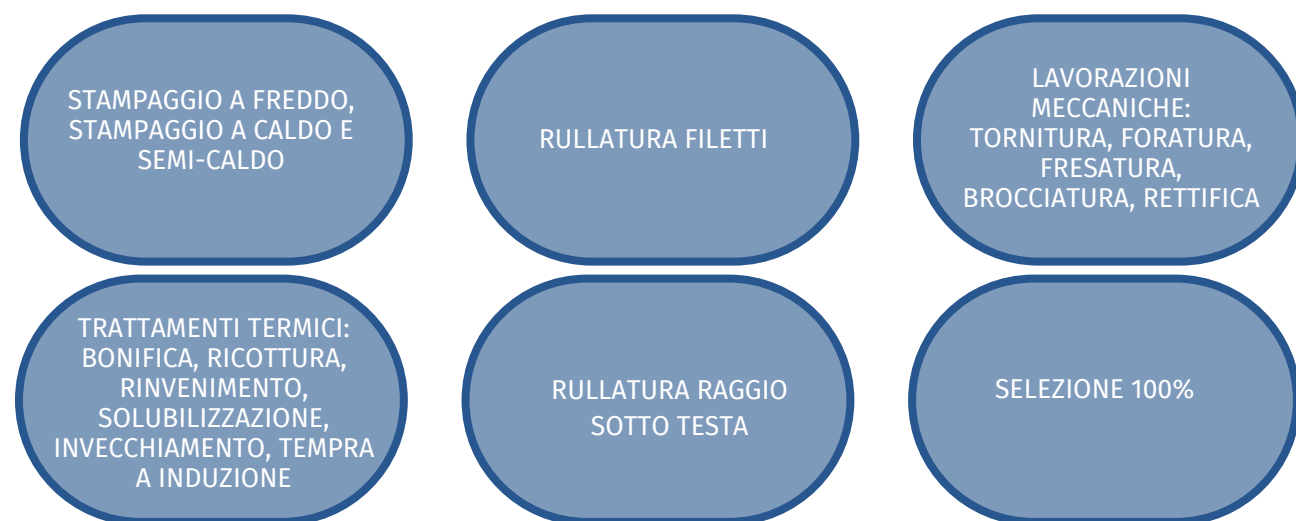 STAMPAGGIO A FREDDO,
STAMPAGGIO A CALDO E
SEMI-CALDO
RULLATURA FILETTI
LAVORAZIONI
MECCANICHE:
TORNITURA, FORATURA,
FRESATURA,
BROCCIATURA, RETTIFICA
TRATTAMENTI TERMICI:
BONIFICA, RICOTTURA,
RINVENIMENTO,
SOLUBILIZZAZIONE,
INVECCHIAMENTO, TEMPRA
A INDUZIONE
RULLATURA RAGGIO
SOTTO TESTA
SELEZIONE 100%